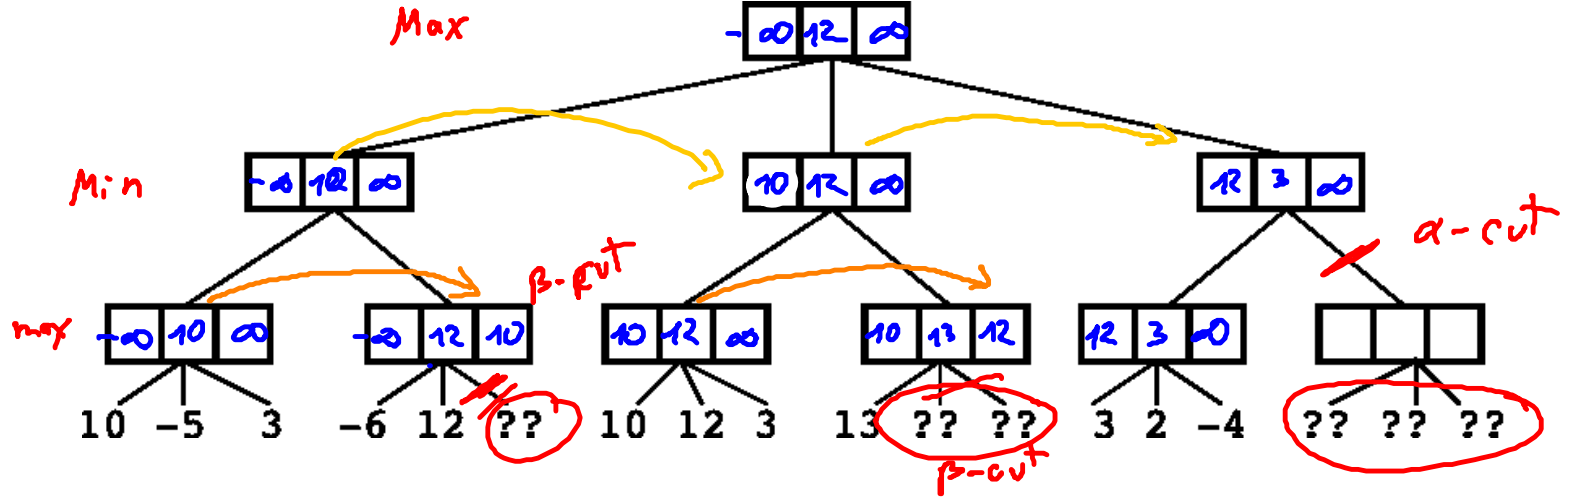 Max
- ∞ 12 ∞
Min
-∞ 10 ∞
10 12 ∞
12 3 ∞
α-cut
β-cut
max
-∞ 10 ∞
-∞ 12 10
10 12 ∞
10 13 12
12 3 ∞
10 -5 3
-6 12 ??
10 12 3
13 ?? ??
3 2 -4
?? ?? ??
β-cut